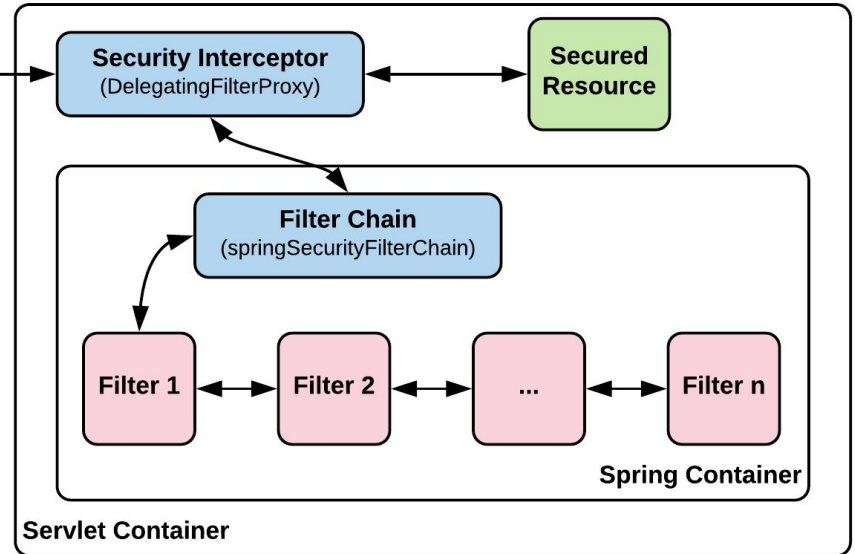 Security Interceptor
(DelegatingFilterProxy)
Secured
Resource
Filter Chain
(springSecurityFilterChain)
Filter 1
Filter 2
...
Filter n
Spring Container
Servlet Container